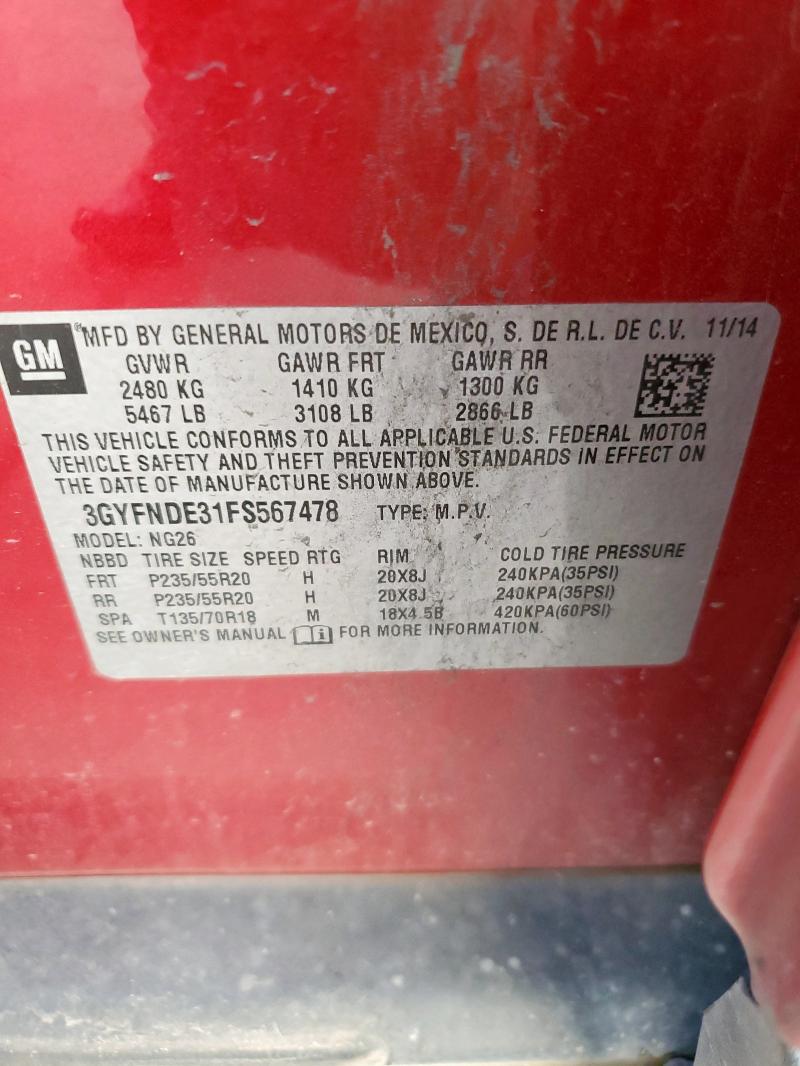 GM
®MFD BY GENERAL MOTORS DE MEXICO, S. DE R.L. DE C.V. 11/14
GVWR GAWR FRT GAWR RR
2480 KG 1410 KG 1300 KG
5467 LB 3108 LB 2866 LB
THIS VEHICLE CONFORMS TO ALL APPLICABLE U.S. FEDERAL MOTOR
VEHICLE SAFETY AND THEFT PREVENTION STANDARDS IN EFFECT ON
THE DATE OF MANUFACTURE SHOWN ABOVE.
3GYFNDE31FS567478 TYPE: M.P.V.
MODEL: NG26
NBBD TIRE SIZE SPEED RTG RIM COLD TIRE PRESSURE
FRT P235/55R20 H 20X8J 240KPA(35PSI)
RR P235/55R20 H 20X8J 240KPA(35PSI)
SPA T135/70R18 M 18X4.5B 420KPA(60PSI)
SEE OWNER'S MANUAL FOR MORE INFORMATION.